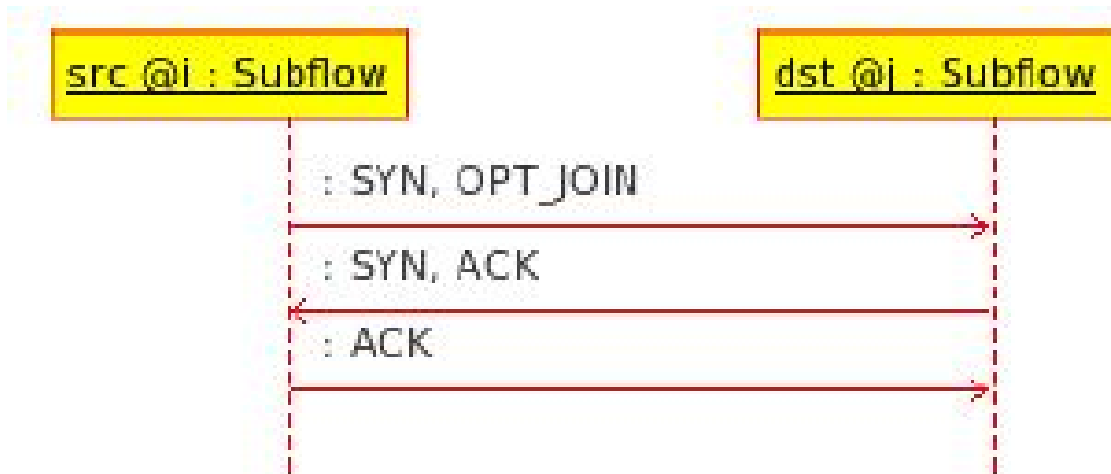 src @i : Subflow
dst @j : Subflow
: SYN, OPT_JOIN
: SYN, ACK
: ACK